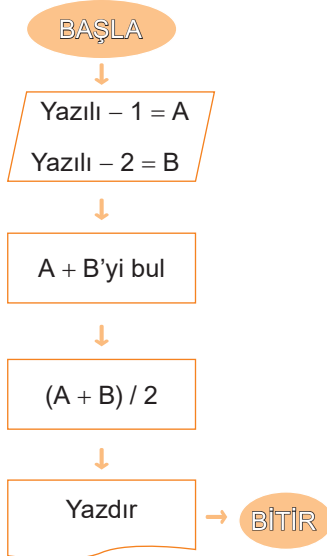 BAŞLA
Yazılı – 1 = A
Yazılı – 2 = B
A + B’yi bul
(A + B) / 2
Yazdır
BİTİR